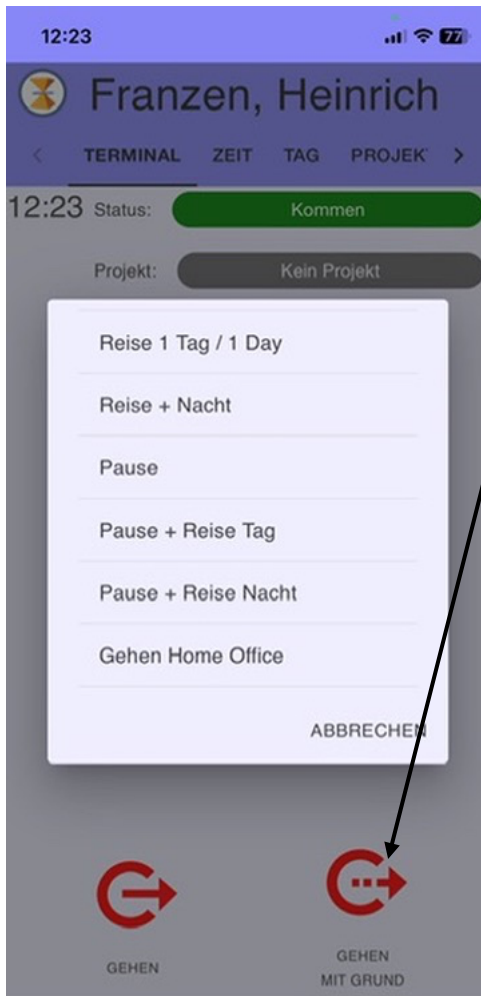 12:23
77
Franzen, Heinrich
TERMINAL ZEIT TAG PROJEK
12:23 Status: Kommen
Projekt: Kein Projekt
Reise 1 Tag / 1 Day
Reise + Nacht
Pause
Pause + Reise Tag
Pause + Reise Nacht
Gehen Home Office
ABBRECHEN
GEHEN
GEHEN
MIT GRUND